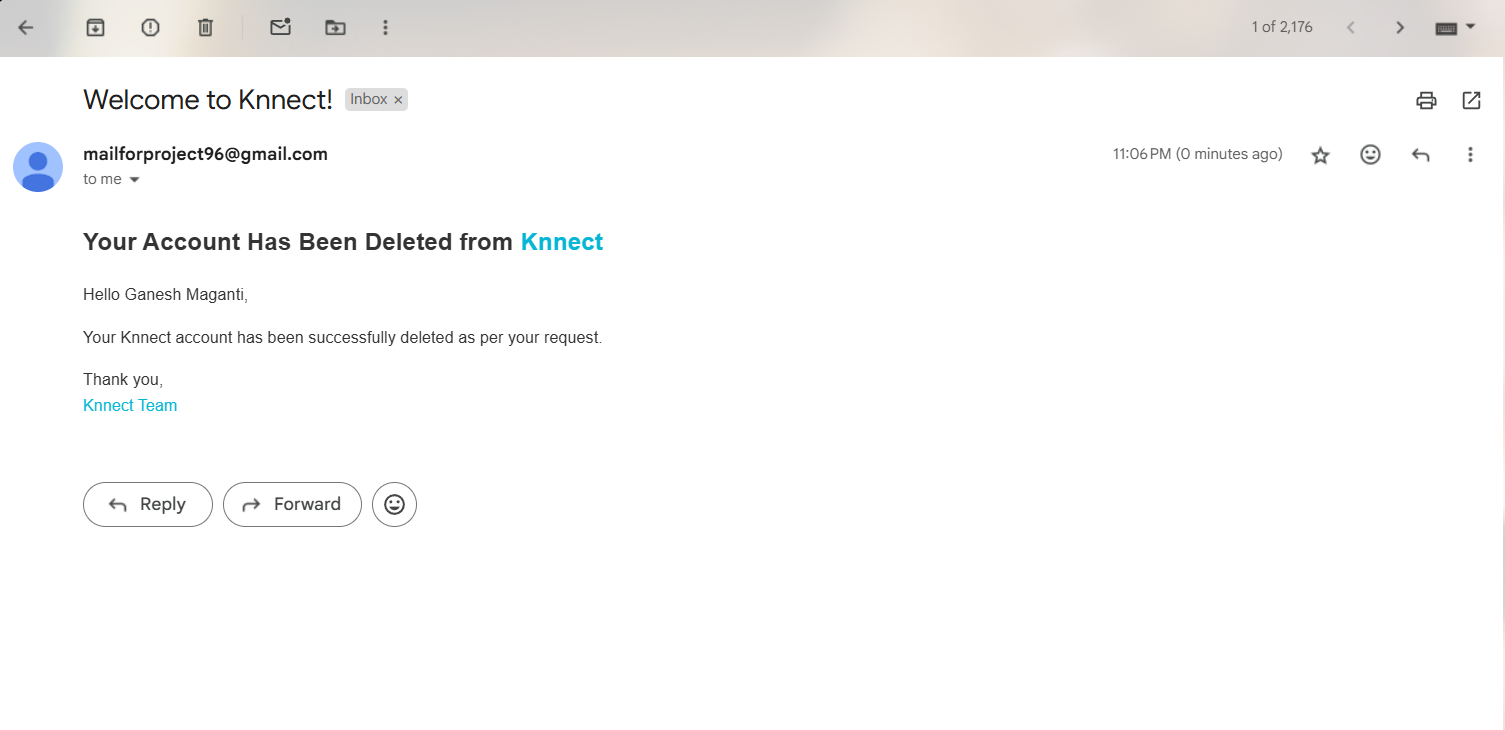 1 of 2,176
Welcome to Knnect! Inbox ×
mailforproject96@gmail.com
11:06 PM (0 minutes ago)
to me
Your Account Has Been Deleted from Knnect
Hello Ganesh Maganti,
Your Knnect account has been successfully deleted as per your request.
Thank you,
Knnect Team
Reply
Forward